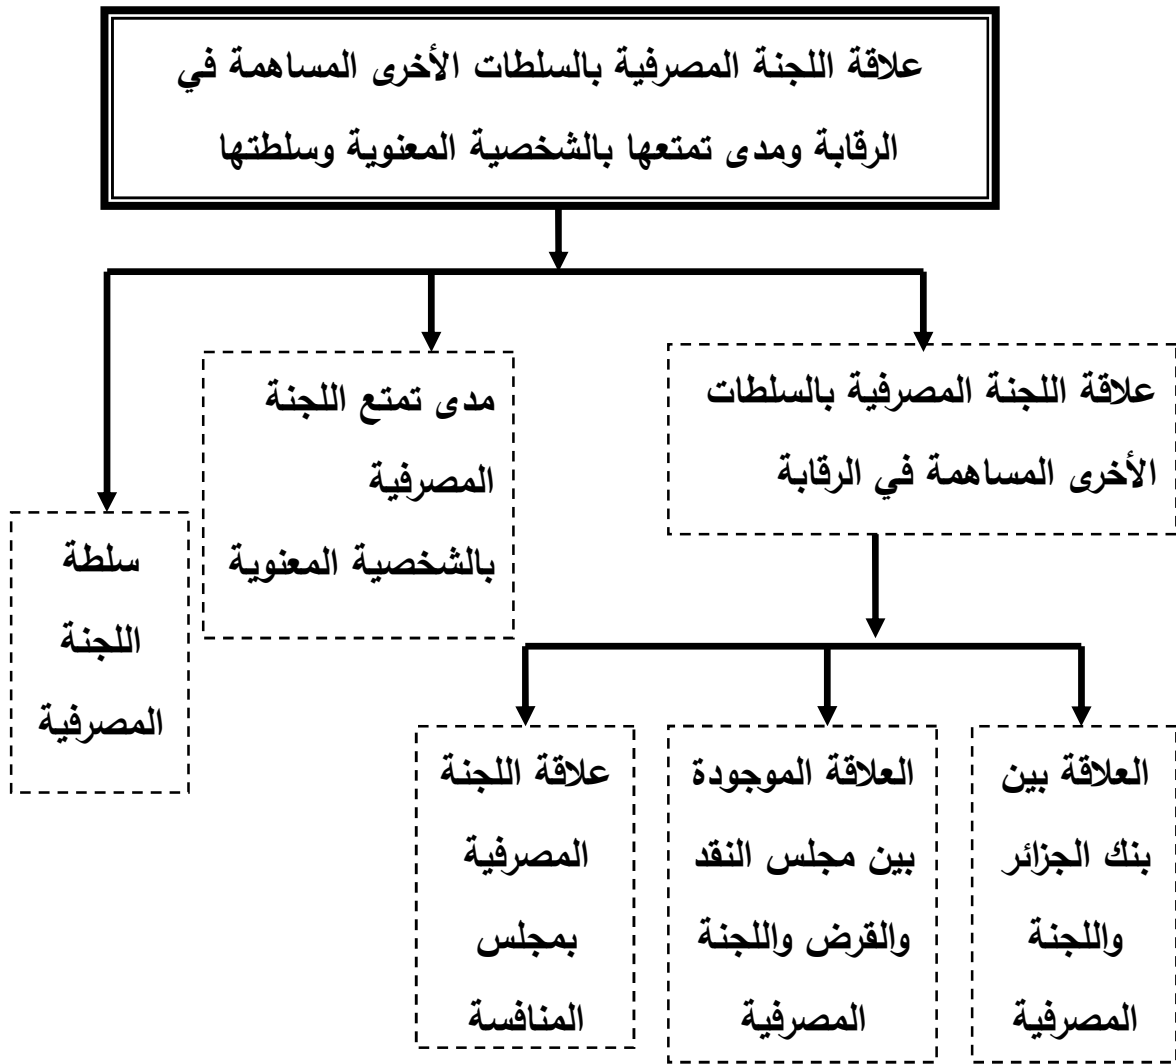 علاقة اللجنة المصرفية بالسلطات الأخرى المساهمة في
الرقابة ومدى تمتعها بالشخصية المعنوية وسلطتها
علاقة اللجنة المصرفية بالسلطات
الأخرى المساهمة في الرقابة
مدى تمتع اللجنة
المصرفية
بالشخصية المعنوية
سلطة
اللجنة
المصرفية
العلاقة بين
بنك الجزائر
واللجنة
المصرفية
العلاقة الموجودة
بين مجلس النقد
والقرض واللجنة
المصرفية
علاقة اللجنة
المصرفية
بمجلس
المنافسة